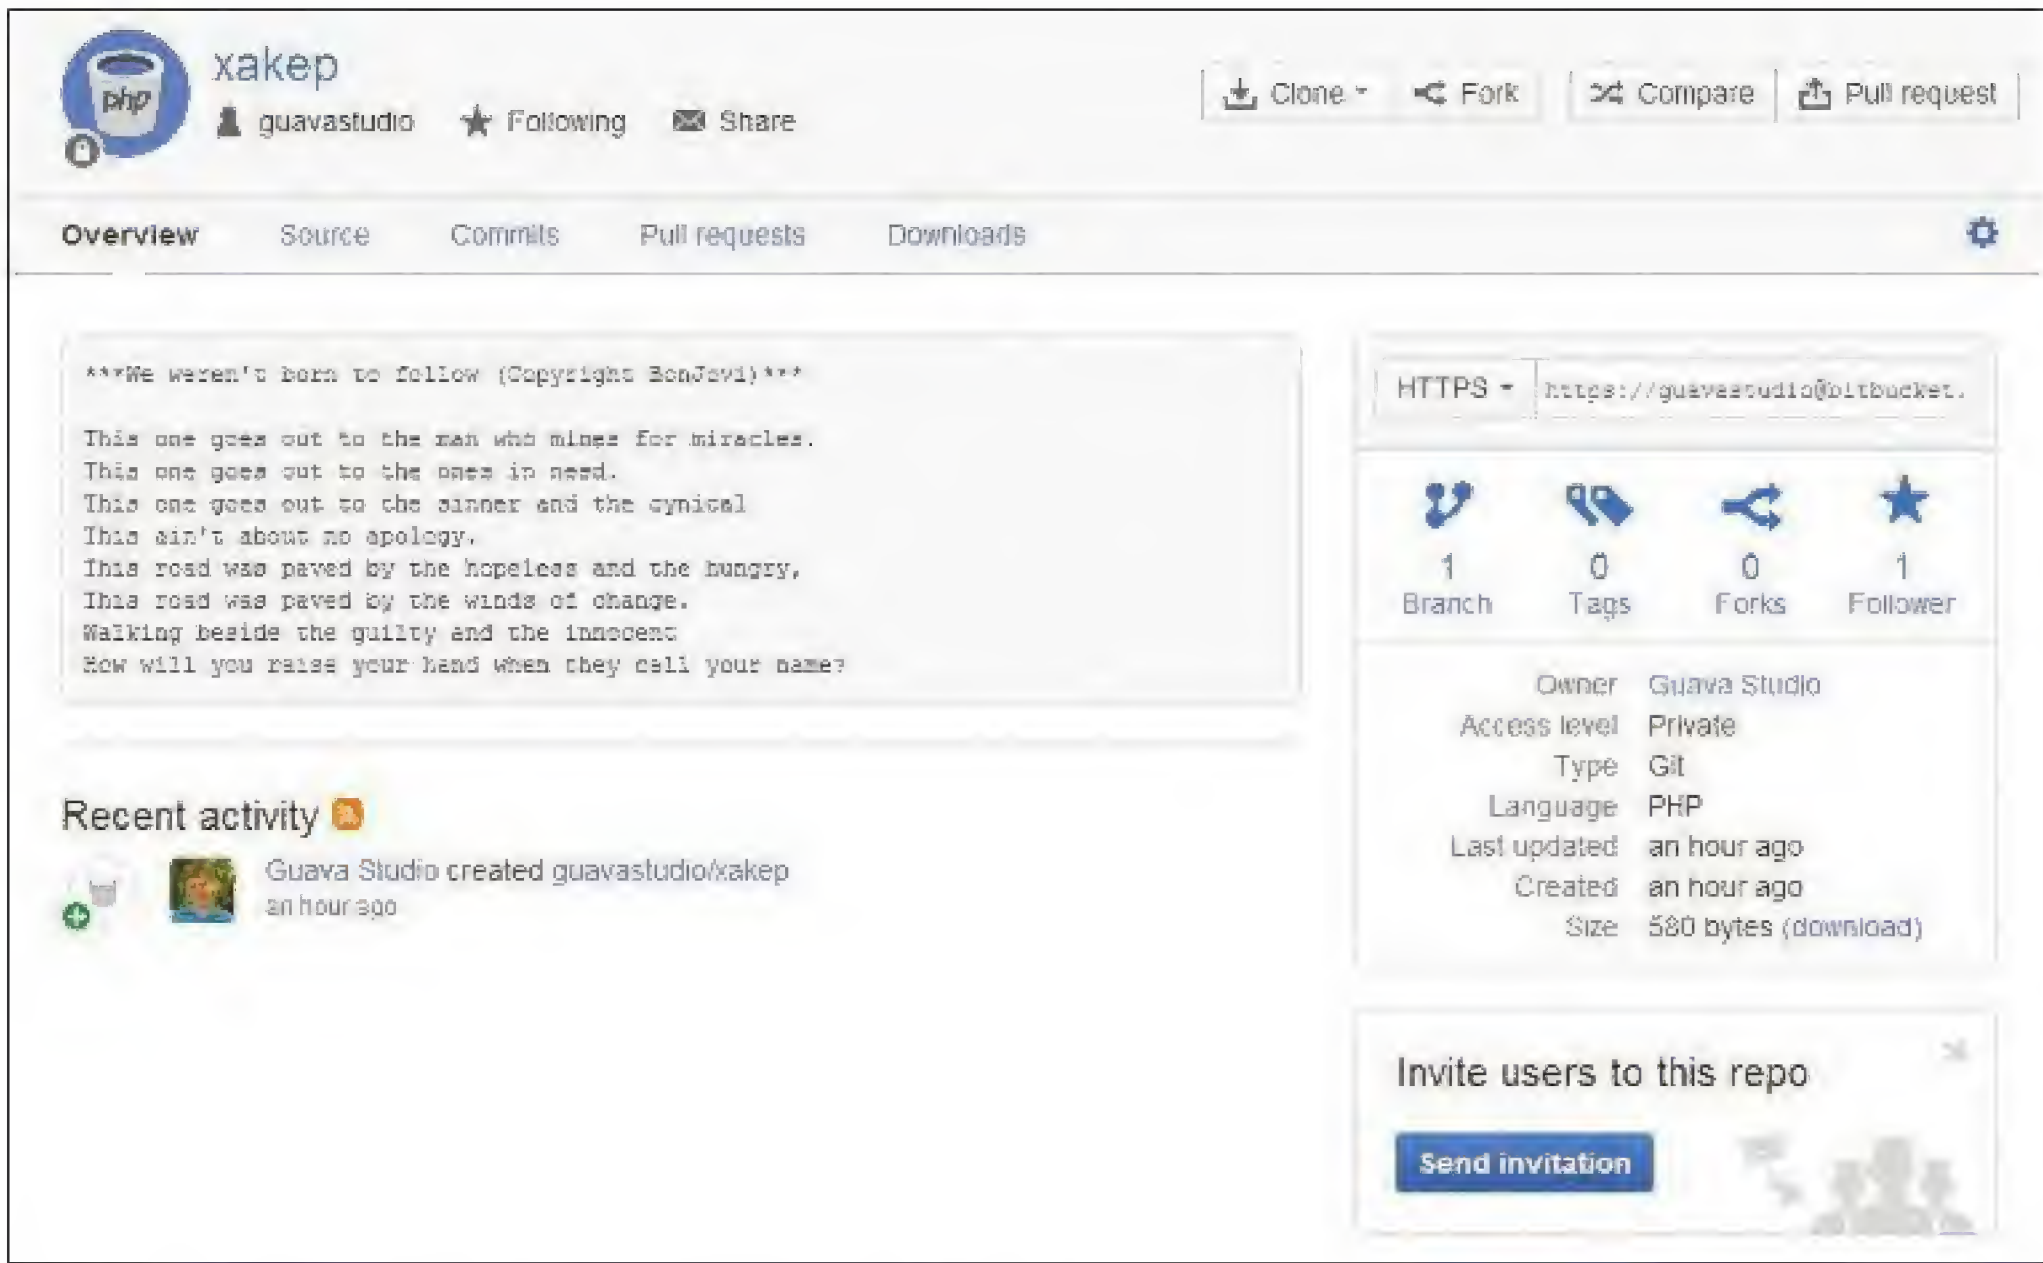 xakep
php
guavastudio Following Share
Clone Fork Compare Pull request
Overview Source Commits Pull requests Downloads
***We weren't born to follow (Copyright BonJovi)***
This one goes out to the man who mines for miracles.
This one goes out to the ones in need.
This one goes out to the sinner and the cynical
This ain't about no apology.
This road was paved by the hopeless and the hungry,
This road was paved by the winds of change.
Walking beside the guilty and the innocent
How will you raise your hand when they call your name?
Recent activity
Guava Studio created guavastudio/xakep
an hour ago
HTTPS https://guavastudio@bitbucket.
1 0 0 1
Branch Tags Forks Follower
Owner Guava Studio
Access level Private
Type Git
Language PHP
Last updated an hour ago
Created an hour ago
Size 580 bytes (download)
Invite users to this repo
Send invitation